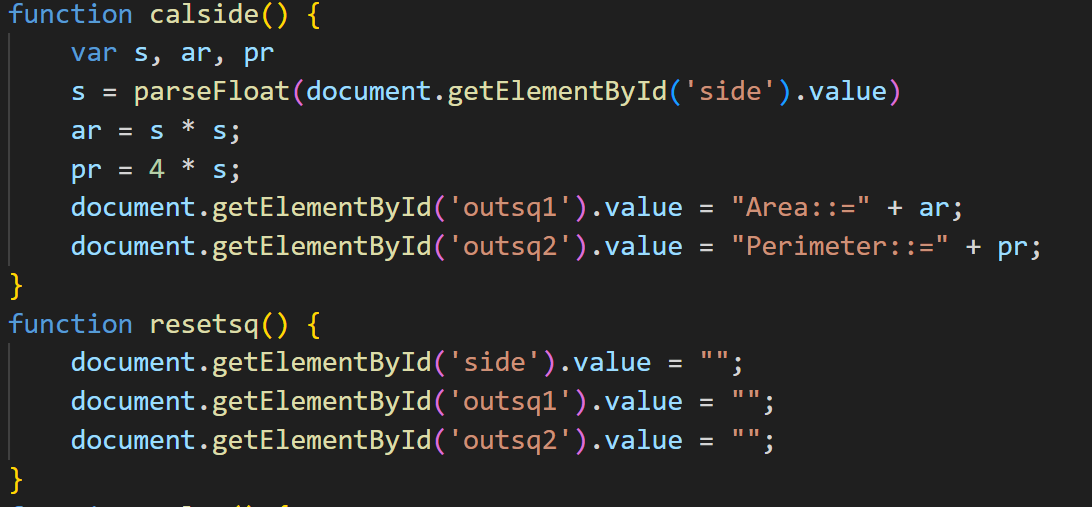 function calside() {
    var s, ar, pr
    s = parseFloat(document.getElementById('side').value)
    ar = s * s;
    pr = 4 * s;
    document.getElementById('outsq1').value = "Area::=" + ar;
    document.getElementById('outsq2').value = "Perimeter::=" + pr;
}
function resetsq() {
    document.getElementById('side').value = "";
    document.getElementById('outsq1').value = "";
    document.getElementById('outsq2').value = "";
}